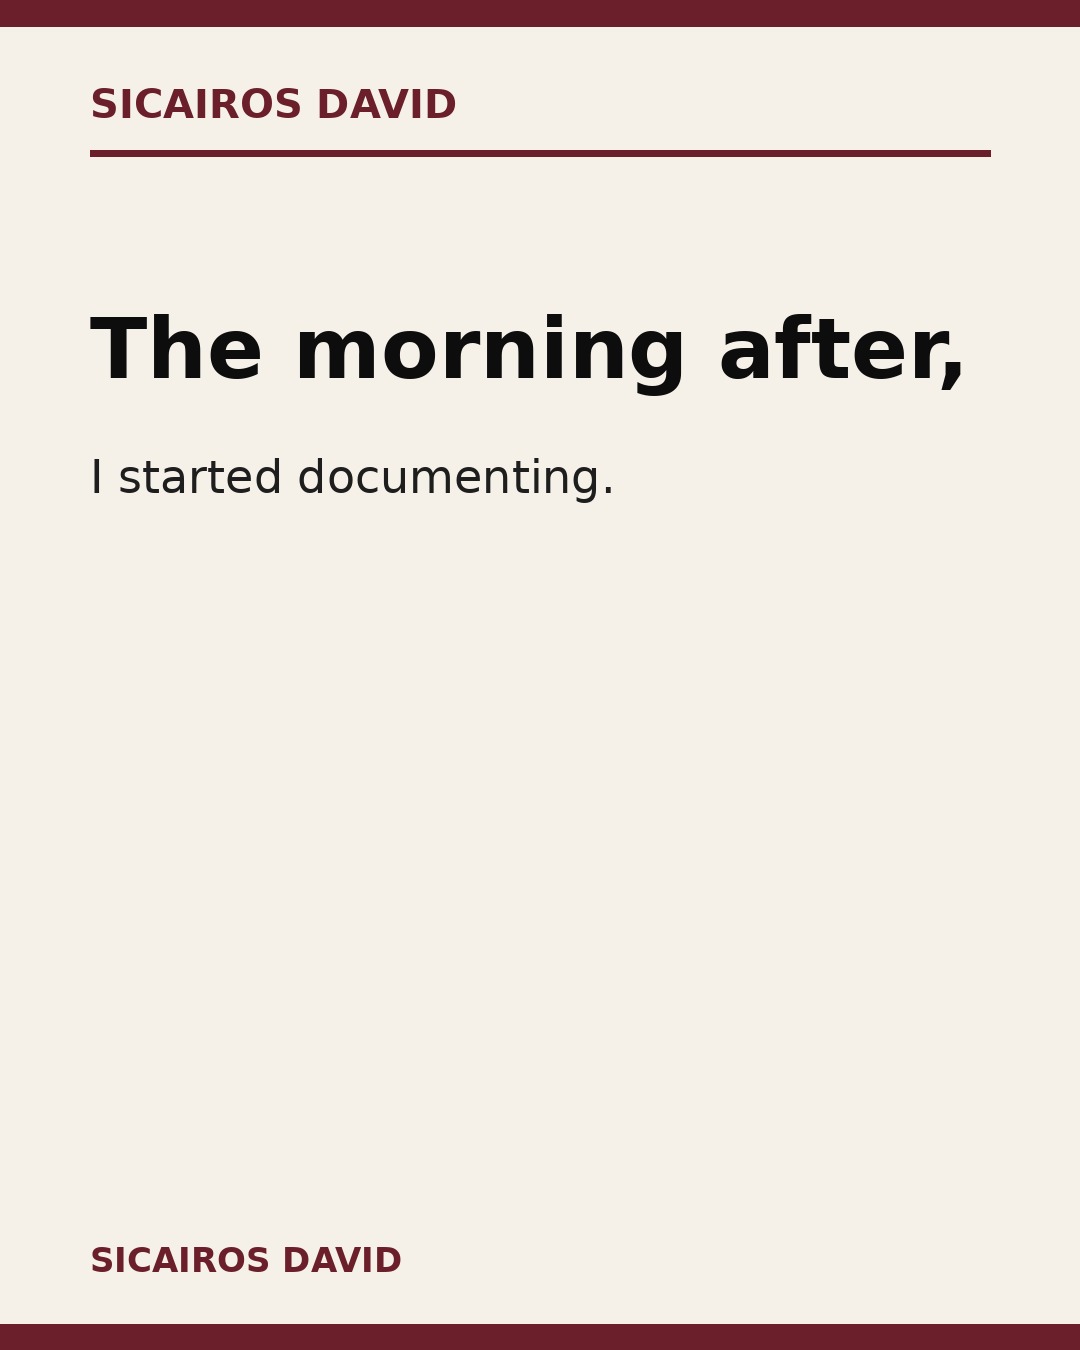 SICAIROS DAVID
The morning after,
I started documenting.
SICAIROS DAVID